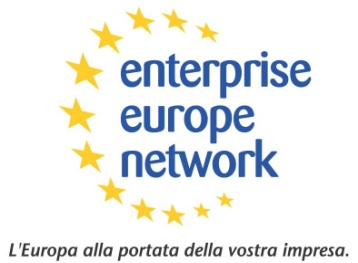 enterprise
europe
network
L'Europa alla portata della vostra impresa.